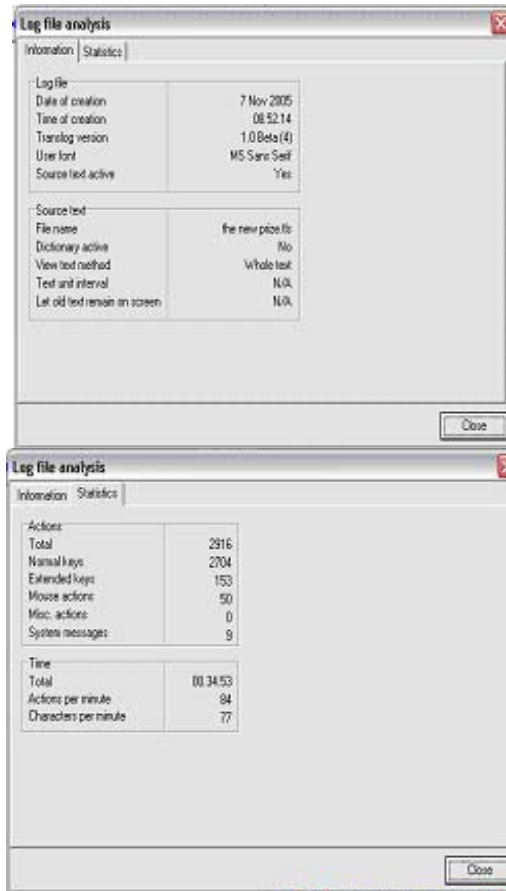 Log file analysis
Information Statistics
Log file
Date of creation 7 Nov 2005
Time of creation 08.52.14
Translog version 1.0 Beta (4)
User font MS Sans Serif
Source text active Yes
Source text
File name the new prize.tls
Dictionary active No
View text method Whole text
Text unit interval N/A
Let old text remain on screen N/A
Close
Log file analysis
Information Statistics
Actions
Total 2916
Normal keys 2704
Extended keys 153
Mouse actions 50
Misc. actions 0
System messages 9
Time
Total 00.34.53
Actions per minute 84
Characters per minute 77
Close